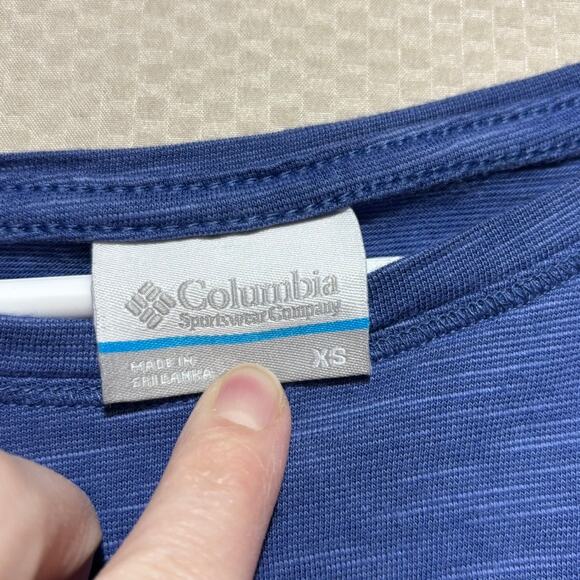 Columbia
Sportswear Company
MADE IN
SRI LANKA
XS